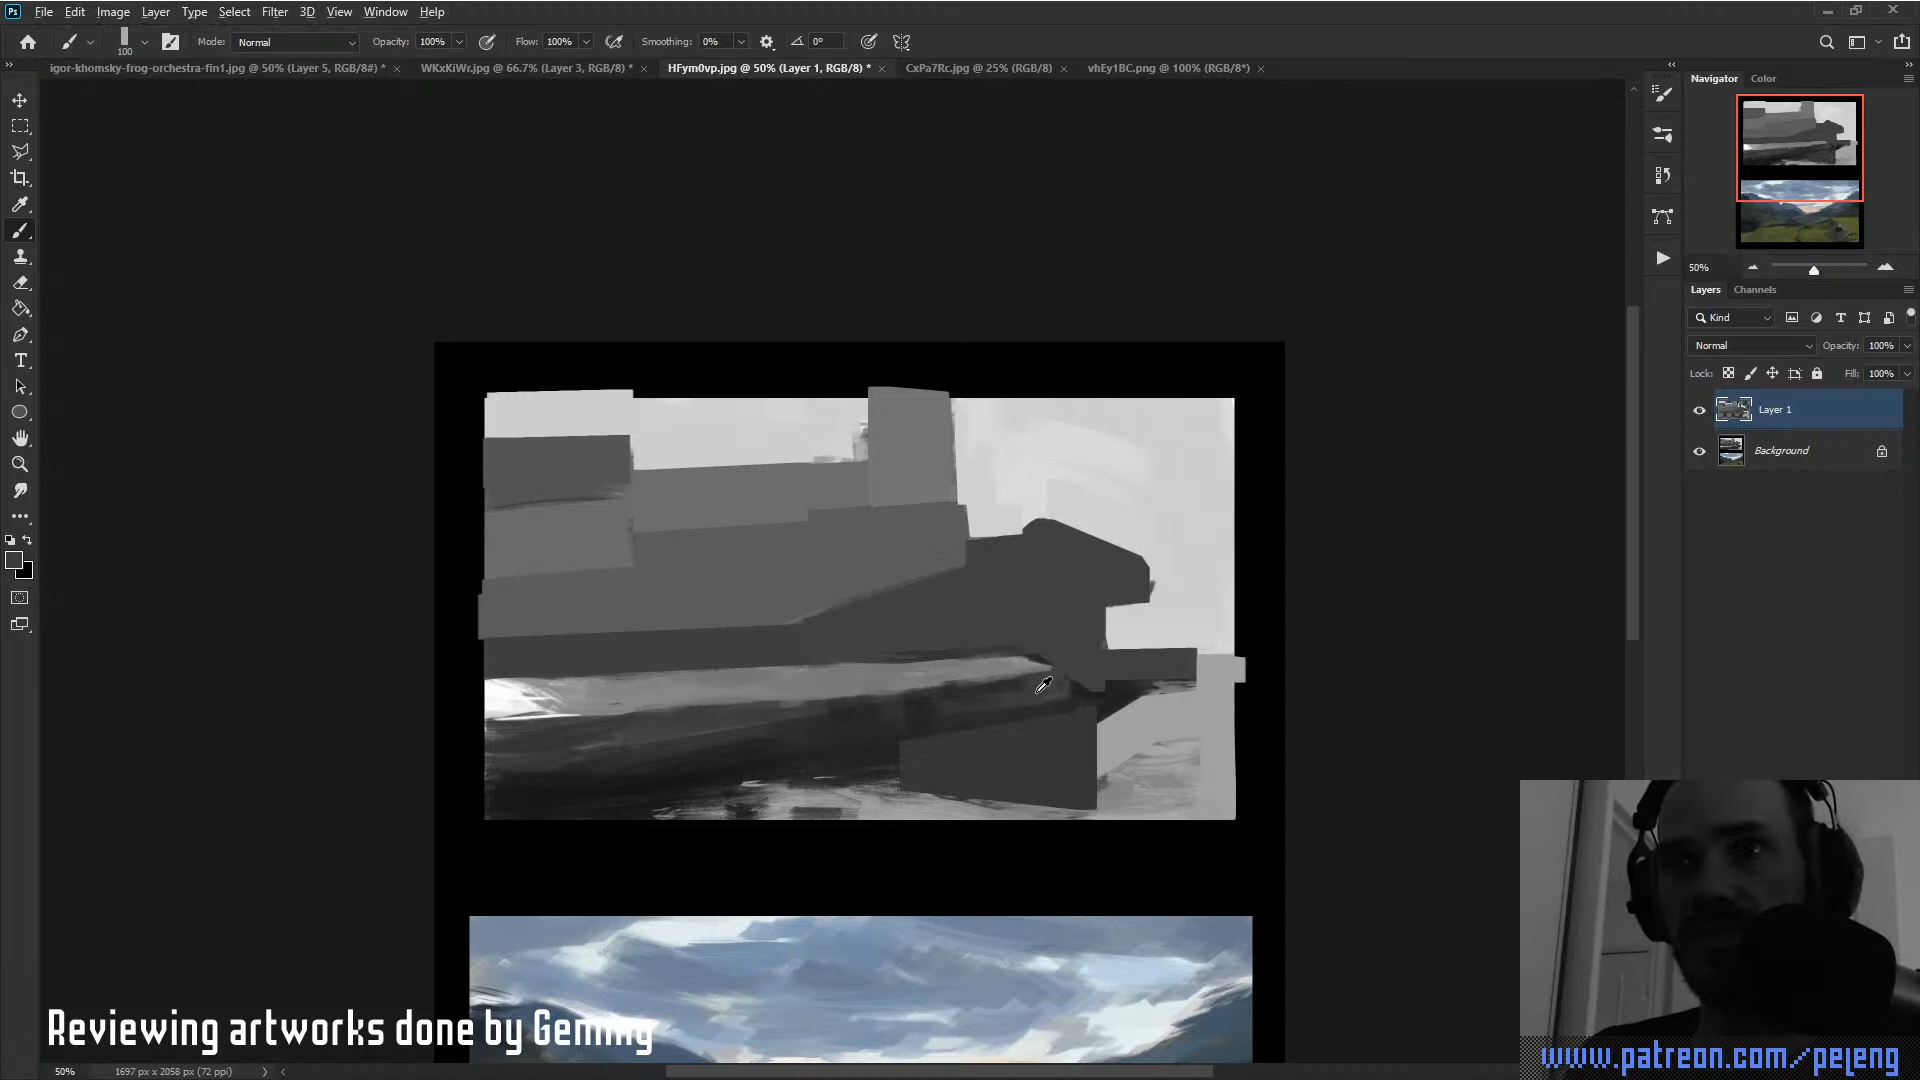 Ps File Edit Image Layer Type Select Filter 3D View Window Help
100 Mode: Normal Opacity: 100% Flow: 100% Smoothing: 0% 0°
igor-khomsky-frog-orchestra-fin1.jpg @ 50% (Layer 5, RGB/8#) * WKxKiWr.jpg @ 66.7% (Layer 3, RGB/8) * HFym0vp.jpg @ 50% (Layer 1, RGB/8) * CxPa7Rc.jpg @ 25% (RGB/8) vhEy1BC.png @ 100% (RGB/8*)
Navigator Color
50%
Layers Channels
Kind
Normal Opacity: 100%
Lock: Fill: 100%
Layer 1
Background
Reviewing artworks done by Gemmy
www.patreon.com/peleng
50% 1697 px x 2058 px (72 ppi)